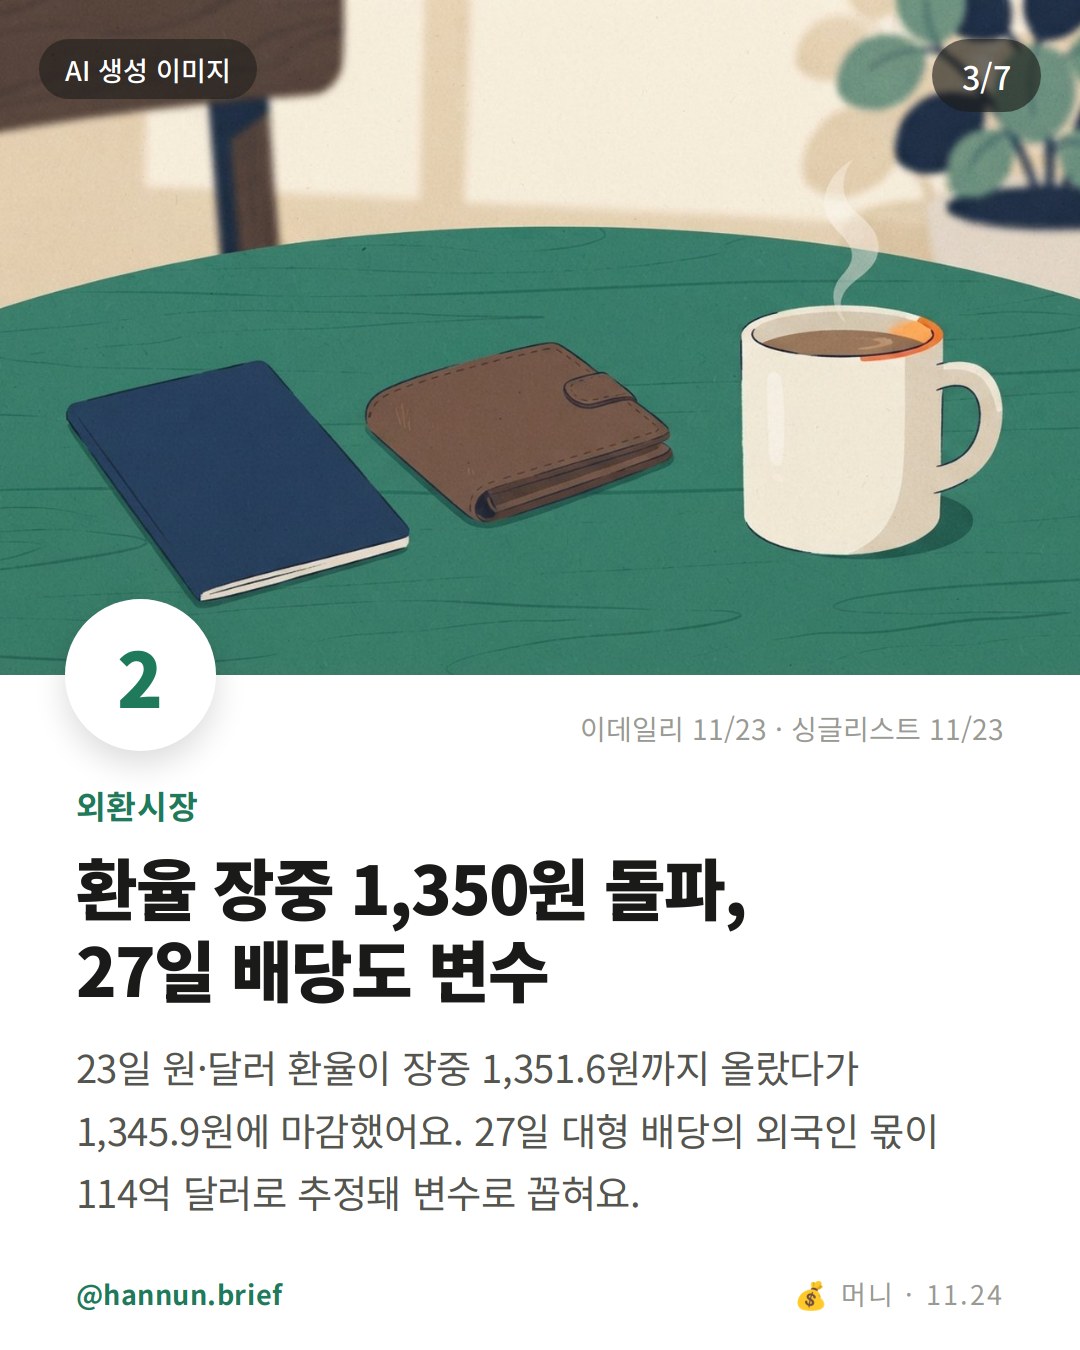 AI 생성 이미지
3/7
2
이데일리 11/23 · 싱글리스트 11/23
외환시장
환율 장중 1,350원 돌파,
27일 배당도 변수
23일 원·달러 환율이 장중 1,351.6원까지 올랐다가
1,345.9원에 마감했어요. 27일 대형 배당의 외국인 몫이
114억 달러로 추정돼 변수로 꼽혀요.
@hannun.brief
💰 머니 · 11.24